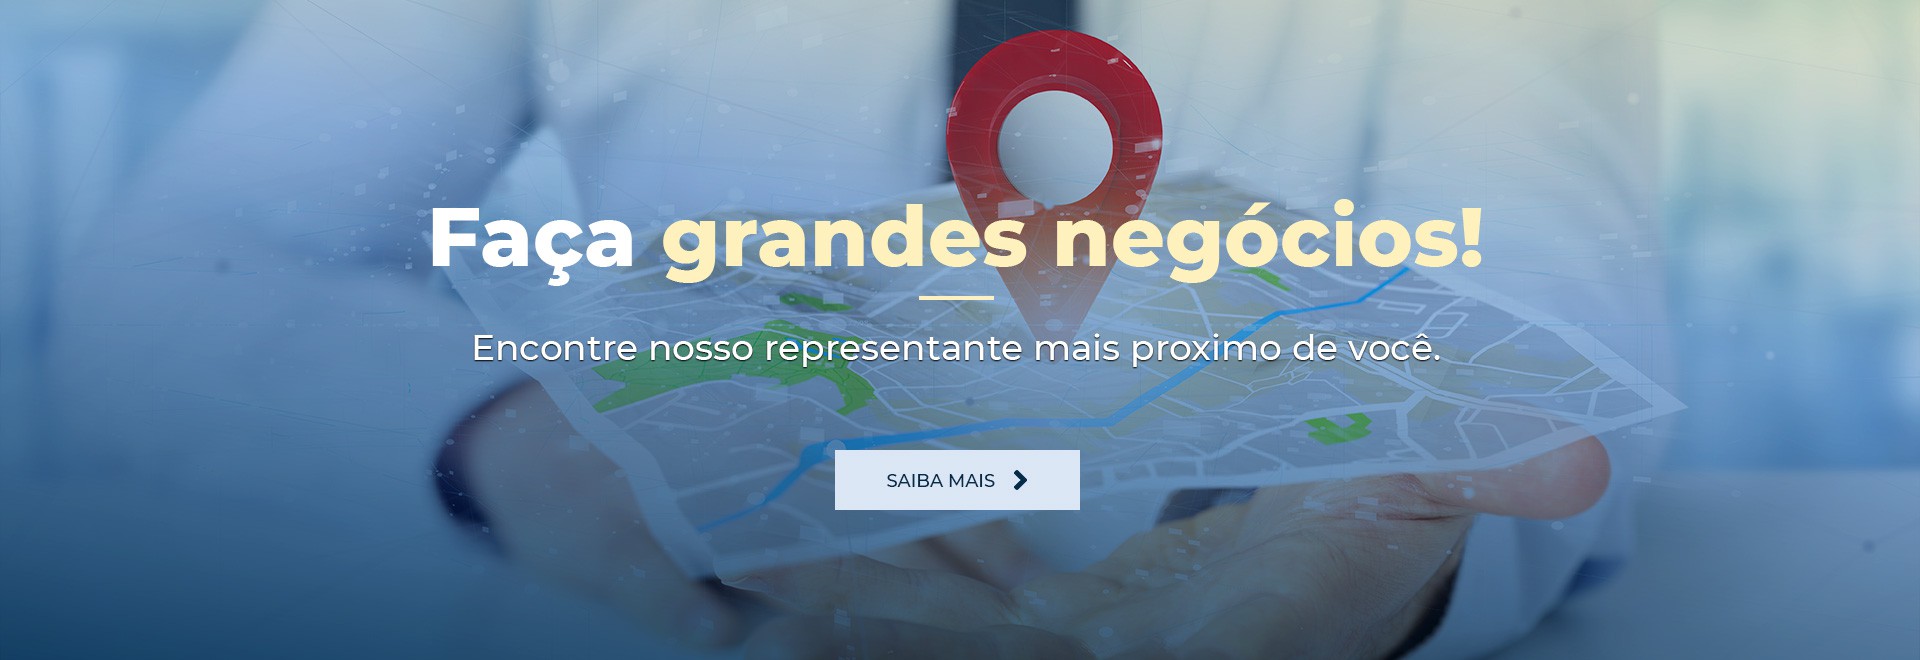 Faça grandes negócios!
Encontre nosso representante mais proximo de você.
SAIBA MAIS